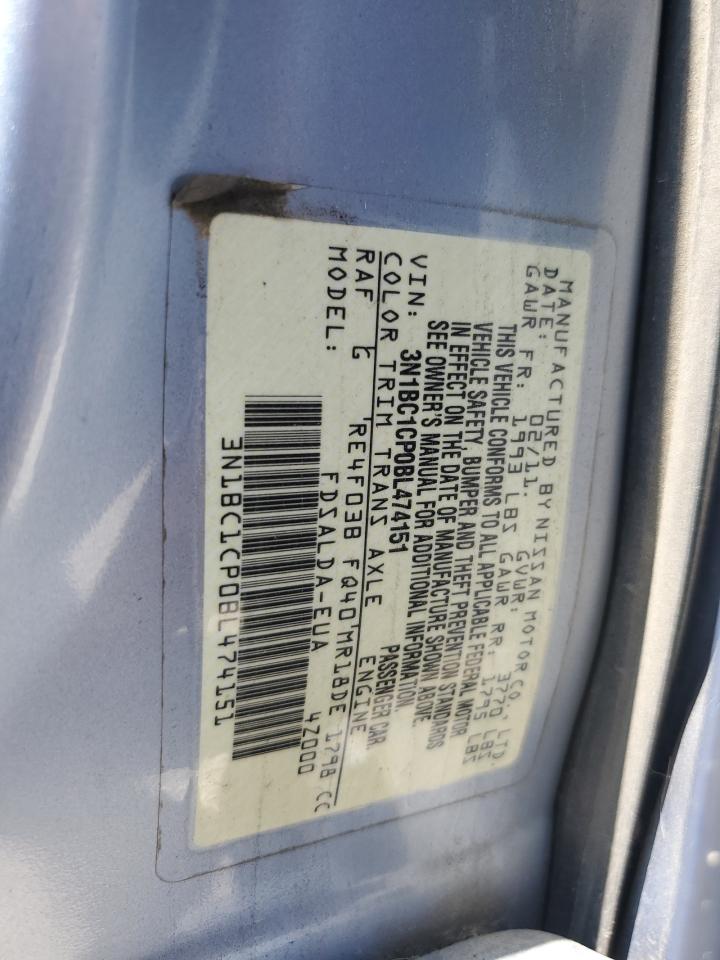 MANUFACTURED BY NISSAN MOTOR CO., LTD.
DATE: 02/11. GVWR: 3770 LBS
GAWR FR: 1993 LBS GAWR RR: 1795 LBS
THIS VEHICLE CONFORMS TO ALL APPLICABLE FEDERAL MOTOR
VEHICLE SAFETY, BUMPER AND THEFT PREVENTION STANDARDS
IN EFFECT ON THE DATE OF MANUFACTURE SHOWN ABOVE.
SEE OWNER'S MANUAL FOR ADDITIONAL INFORMATION.
VIN: 3N1BC1CP0BL474151 PASSENGER CAR.
COLOR TRIM TRANS AXLE ENGINE
RAF G 'RE4F03B FQ40'MR18DE 1798 CC
MODEL: FDSALDA-EUA 4Z000
3N1BC1CP0BL474151